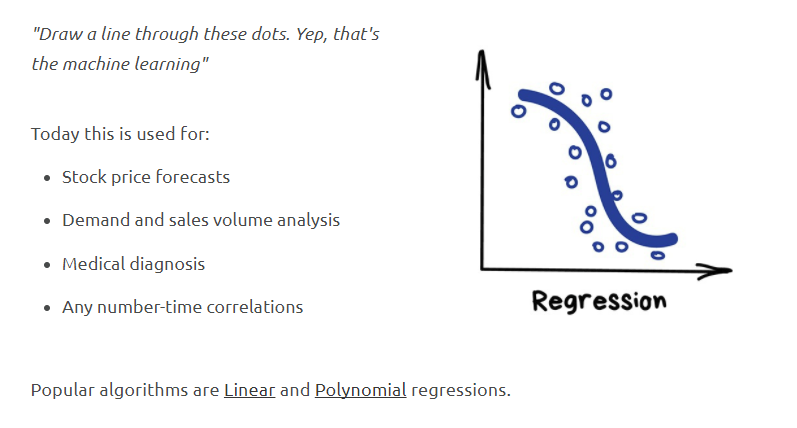 "Draw a line through these dots. Yep, that's
the machine learning"
Today this is used for:
• Stock price forecasts
• Demand and sales volume analysis
• Medical diagnosis
• Any number-time correlations
Regression
Popular algorithms are Linear and Polynomial regressions.